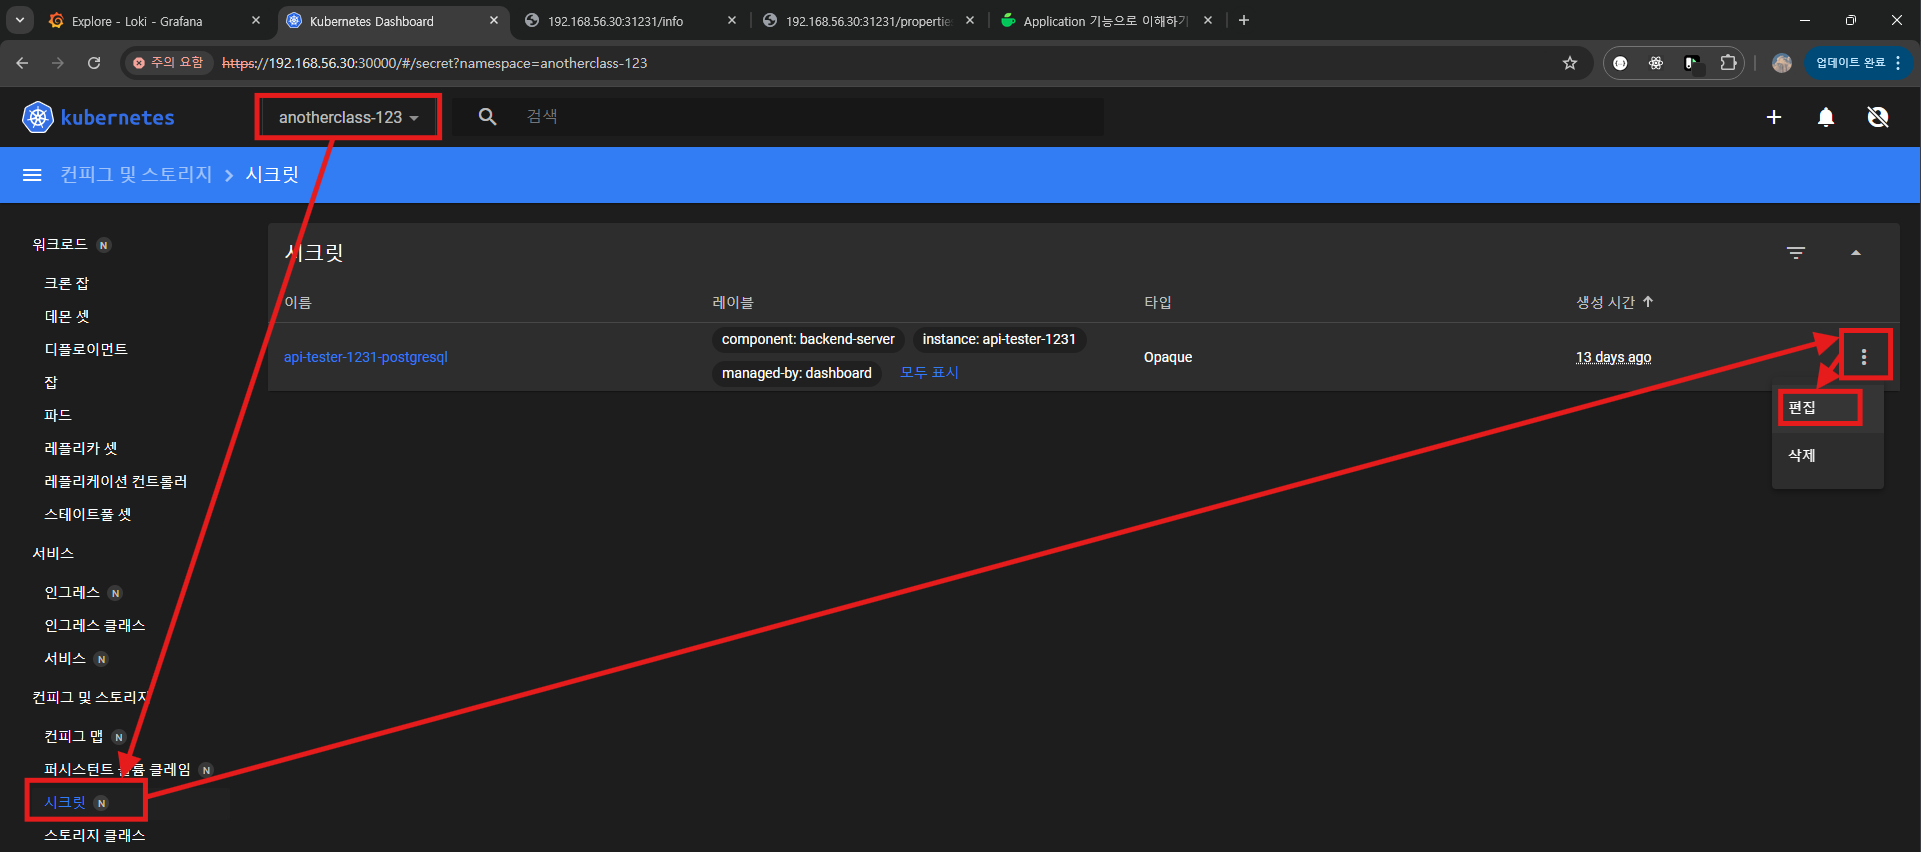 Explore - Loki - Grafana
Kubernetes Dashboard
192.168.56.30:31231/info
192.168.56.30:31231/propertie
Application 기능으로 이해하기
주의 요함
https://192.168.56.30:30000/#/secret?namespace=anotherclass-123
업데이트 완료
kubernetes
anotherclass-123
검색
컨피그 및 스토리지 > 시크릿
워크로드 N
크론 잡
데몬 셋
디플로이먼트
잡
파드
레플리카 셋
레플리케이션 컨트롤러
스테이트풀 셋
서비스
인그레스 N
인그레스 클래스
서비스 N
컨피그 및 스토리지
컨피그 맵 N
퍼시스턴트 볼륨 클레임 N
시크릿 N
스토리지 클래스
시크릿
이름 레이블 타입 생성 시간
api-tester-1231-postgresql
component: backend-server instance: api-tester-1231
managed-by: dashboard 모두 표시
Opaque
13 days ago
편집
삭제